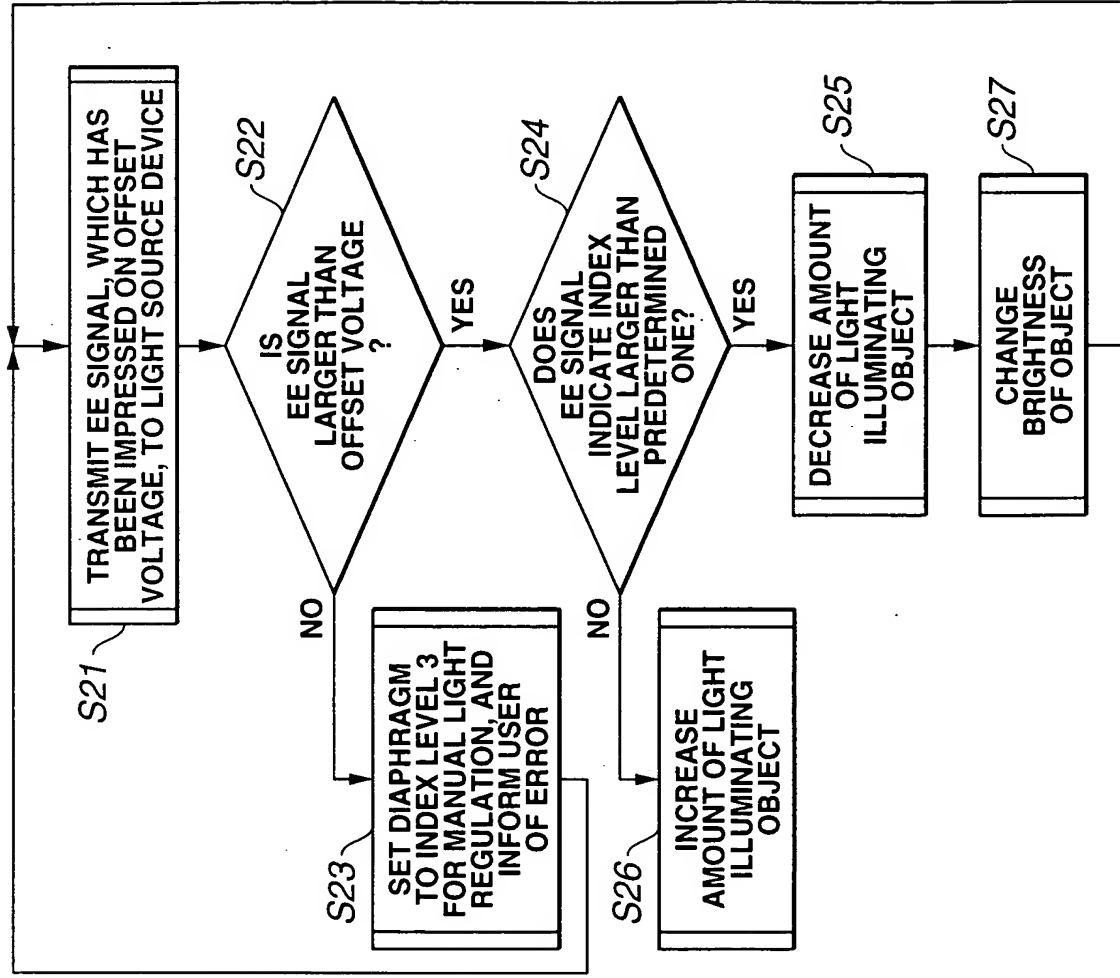 S21
TRANSMIT EE SIGNAL, WHICH HAS
BEEN IMPRESSED ON OFFSET
VOLTAGE, TO LIGHT SOURCE DEVICE
S22
IS
EE SIGNAL
LARGER THAN
OFFSET VOLTAGE
?
NO
YES
S23
SET DIAPHRAGM
TO INDEX LEVEL 3
FOR MANUAL LIGHT
REGULATION, AND
INFORM USER
OF ERROR
S24
DOES
EE SIGNAL
INDICATE INDEX
LEVEL LARGER THAN
PREDETERMINED
ONE?
NO
YES
S26
INCREASE
AMOUNT OF LIGHT
ILLUMINATING
OBJECT
S25
DECREASE AMOUNT
OF LIGHT
ILLUMINATING
OBJECT
S27
CHANGE
BRIGHTNESS
OF OBJECT